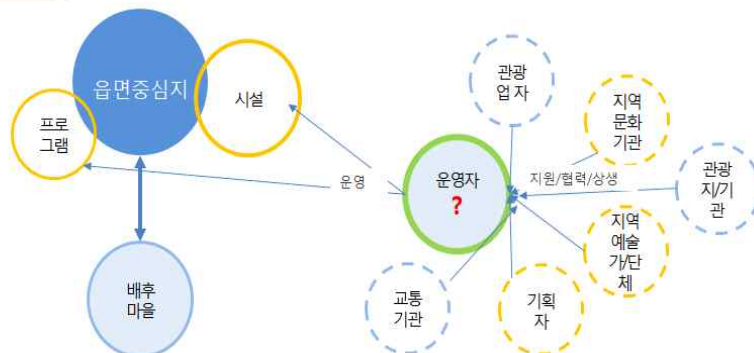 읍면중심지
시설
프로
그램
배후
마을
운영
운영자
?
관광
업 자
지역
문화
기관
지원/협력/상생
관광
지/기
관
지역
예술
가/단
체
교통
기관
기획
자